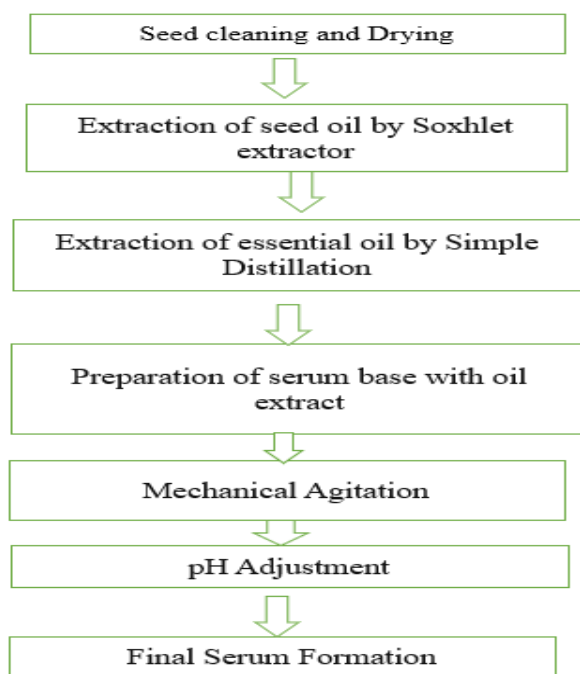 Seed cleaning and Drying
Extraction of seed oil by Soxhlet
extractor
Extraction of essential oil by Simple
Distillation
Preparation of serum base with oil
extract
Mechanical Agitation
pH Adjustment
Final Serum Formation